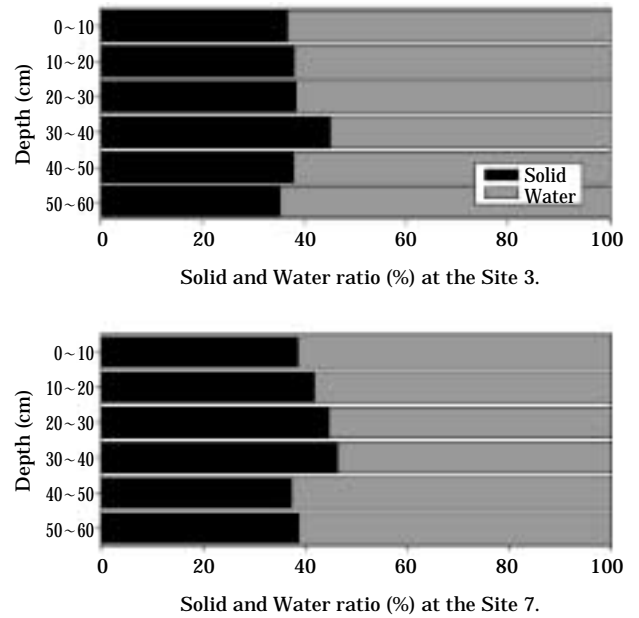 Depth (cm)
0~10
10~20
20~30
30~40
40~50
50~60
Solid
Water
0 20 40 60 80 100
Solid and Water ratio (%) at the Site 3.
Depth (cm)
0~10
10~20
20~30
30~40
40~50
50~60
0 20 40 60 80 100
Solid and Water ratio (%) at the Site 7.